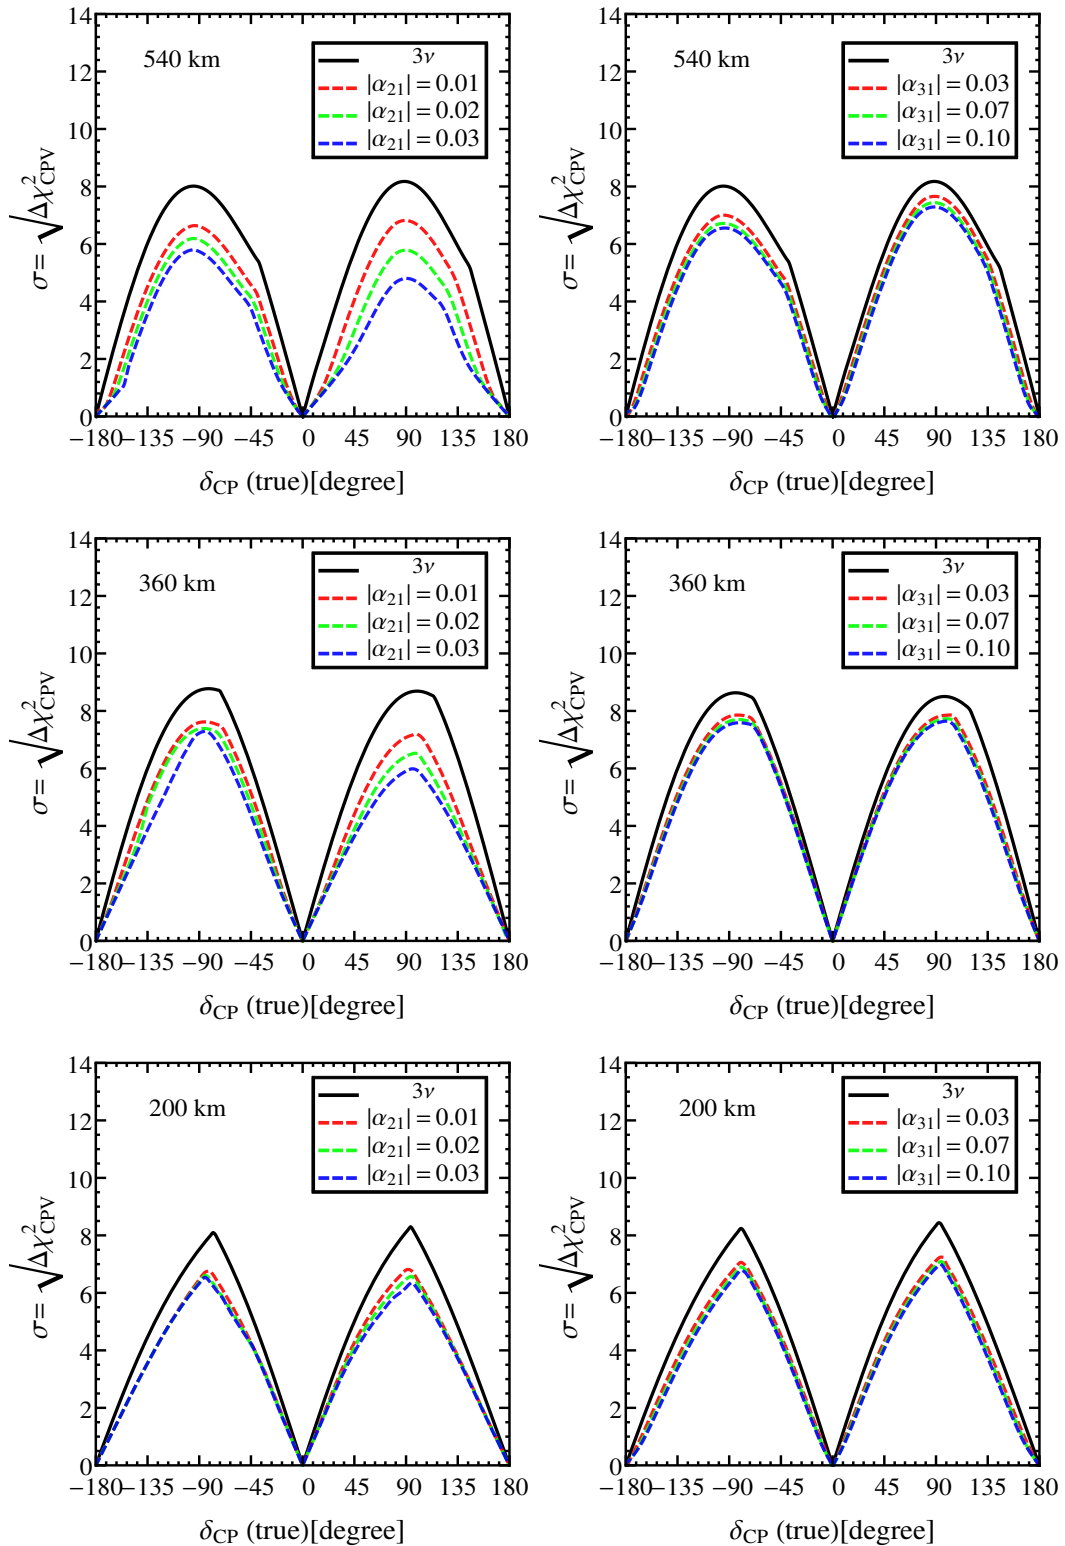 540 km
3ν
|α21| = 0.01
|α21| = 0.02
|α21| = 0.03
14
12
10
8
6
4
2
0
σ = √Δχ²CPV
−180 −135 −90 −45 0 45 90 135 180
δCP (true)[degree]
540 km
3ν
|α31| = 0.03
|α31| = 0.07
|α31| = 0.10
14
12
10
8
6
4
2
0
σ = √Δχ²CPV
−180 −135 −90 −45 0 45 90 135 180
δCP (true)[degree]
360 km
3ν
|α21| = 0.01
|α21| = 0.02
|α21| = 0.03
14
12
10
8
6
4
2
0
σ = √Δχ²CPV
−180 −135 −90 −45 0 45 90 135 180
δCP (true)[degree]
360 km
3ν
|α31| = 0.03
|α31| = 0.07
|α31| = 0.10
14
12
10
8
6
4
2
0
σ = √Δχ²CPV
−180 −135 −90 −45 0 45 90 135 180
δCP (true)[degree]
200 km
3ν
|α21| = 0.01
|α21| = 0.02
|α21| = 0.03
14
12
10
8
6
4
2
0
σ = √Δχ²CPV
−180 −135 −90 −45 0 45 90 135 180
δCP (true)[degree]
200 km
3ν
|α31| = 0.03
|α31| = 0.07
|α31| = 0.10
14
12
10
8
6
4
2
0
σ = √Δχ²CPV
−180 −135 −90 −45 0 45 90 135 180
δCP (true)[degree]